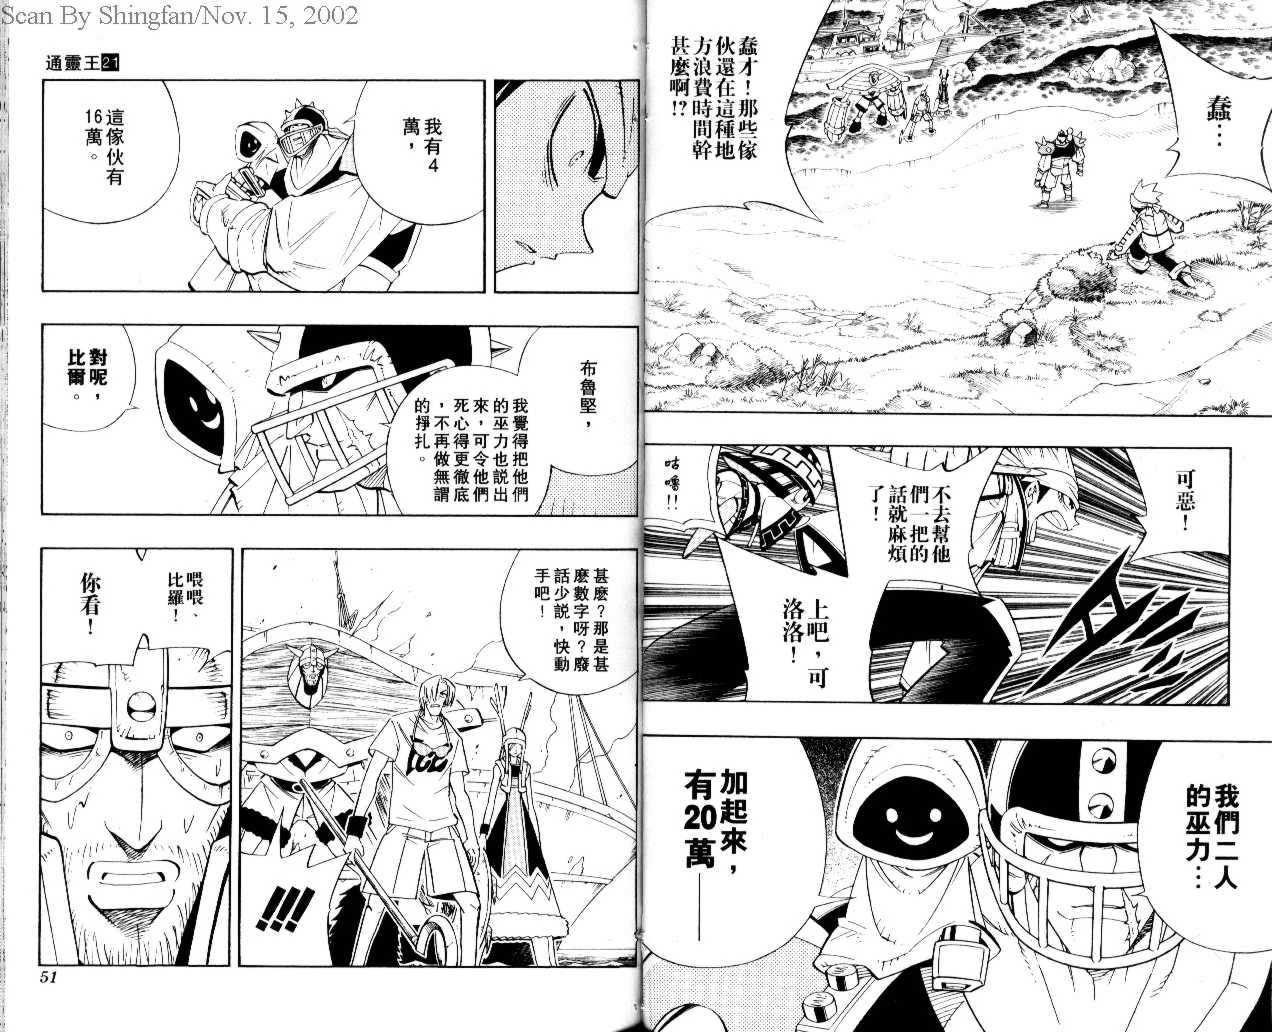 Scan By Shingfan/Nov. 15, 2002
蠢…
蠢才！那些傢
伙還在這種地
方浪費時間幹
甚麼啊!?
可惡！
不去幫他
們一把的
話就麻煩
了！
咕嚕!!
上吧，可
洛洛！
我們二人
的巫力…
加起來，
有20萬——
通靈王21
我有4
萬，
這傢伙有
16萬。
布魯堅，
我覺得把他們
的巫力也説出
來，可令他們
死心得更徹底
，不再做無謂
的掙扎。
對呢，
比爾。
甚麼？那是甚
麼數字呀？廢
話少説，快動
手吧！
!!!
喂喂、
比羅！
你看！
51